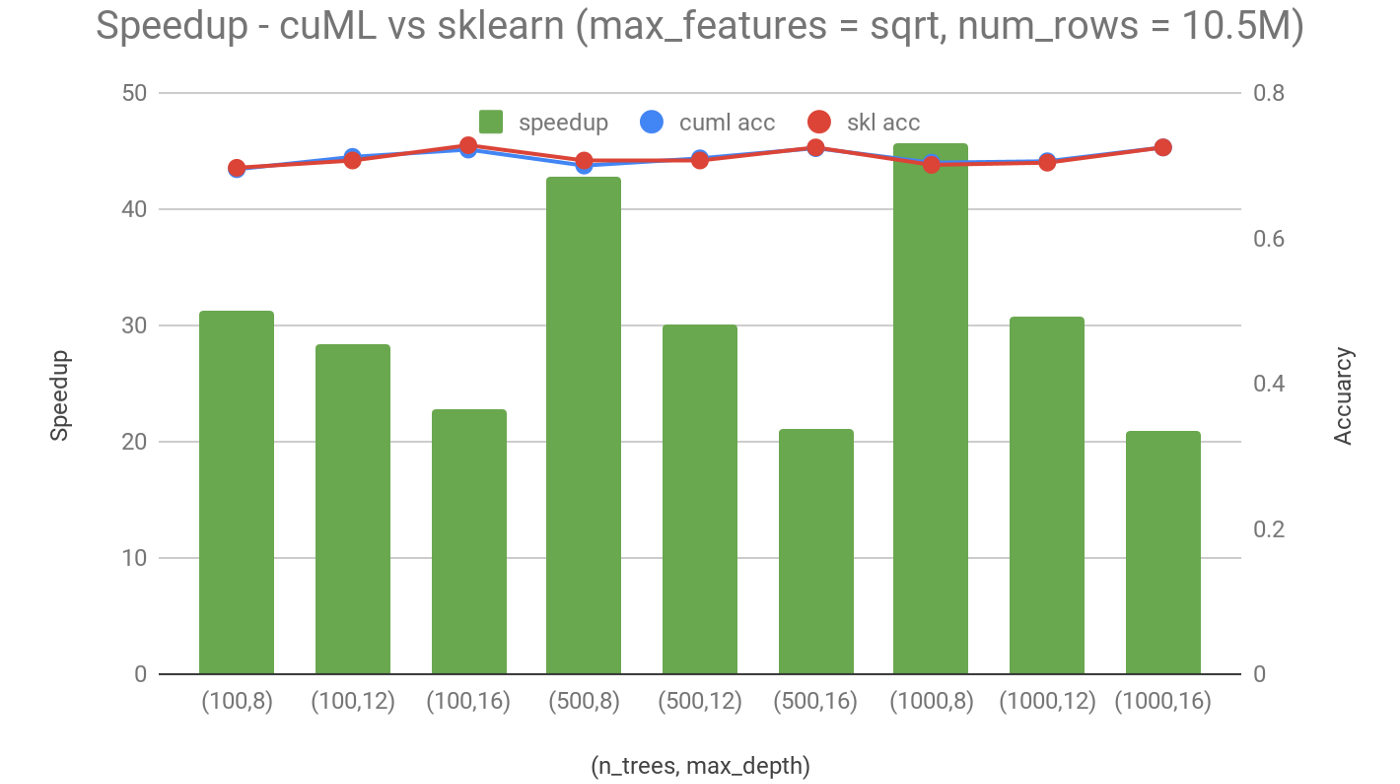 Speedup - cuML vs sklearn (max_features = sqrt, num_rows = 10.5M)
speedup cuml acc skl acc
50
40
30
20
10
0
Speedup
0.8
0.6
0.4
0.2
0
Accuarcy
(100,8) (100,12) (100,16) (500,8) (500,12) (500,16) (1000,8) (1000,12) (1000,16)
(n_trees, max_depth)